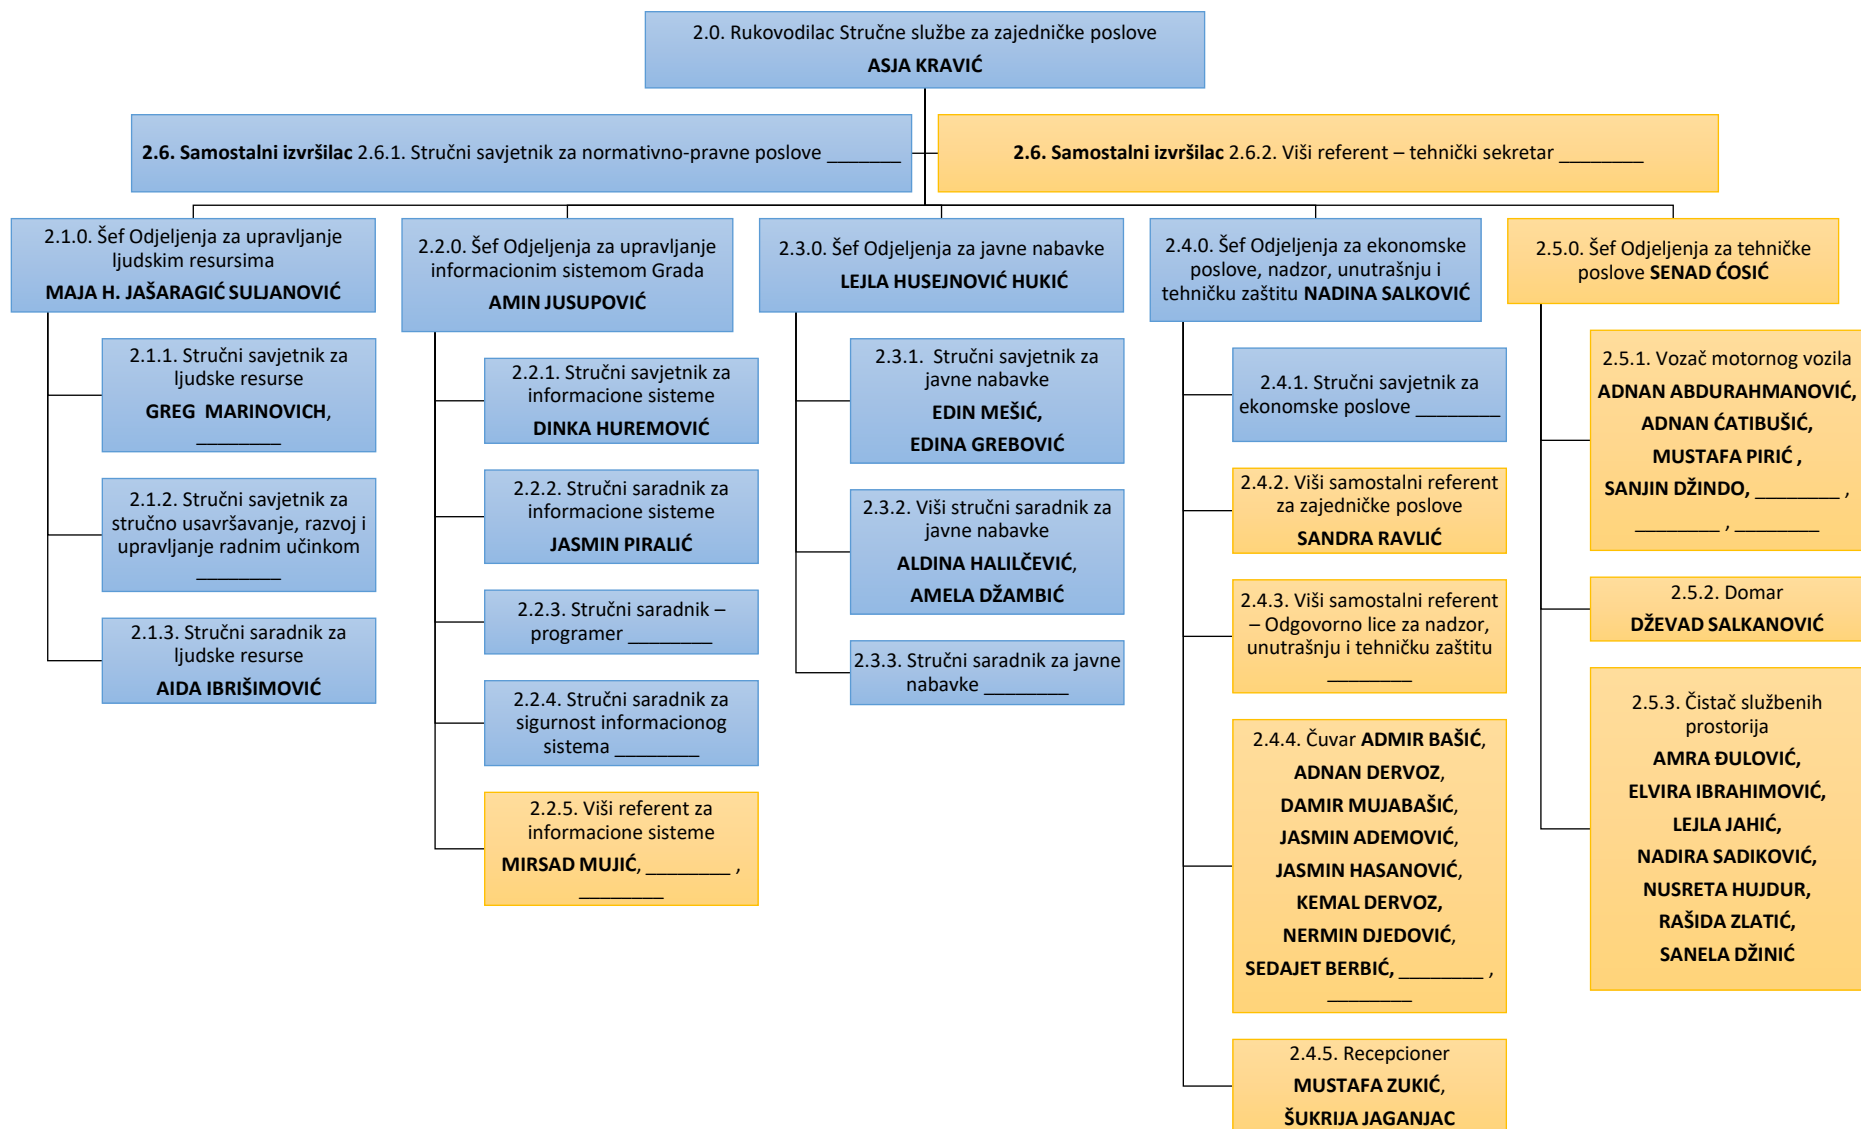 2.0. Rukovodilac Stručne službe za zajedničke poslove
ASJA KRAVIĆ
2.6. Samostalni izvršilac 2.6.1. Stručni savjetnik za normativno-pravne poslove _______
2.6. Samostalni izvršilac 2.6.2. Viši referent – tehnički sekretar ________
2.1.0. Šef Odjeljenja za upravljanje
ljudskim resursima
MAJA H. JAŠARAGIĆ SULJANOVIĆ
2.1.1. Stručni savjetnik za
ljudske resurse
GREG MARINOVICH,
________
2.1.2. Stručni savjetnik za
stručno usavršavanje, razvoj i
upravljanje radnim učinkom
________
2.1.3. Stručni saradnik za
ljudske resurse
AIDA IBRIŠIMOVIĆ
2.2.0. Šef Odjeljenja za upravljanje
informacionim sistemom Grada
AMIN JUSUPOVIĆ
2.2.1. Stručni savjetnik za
informacione sisteme
DINKA HUREMOVIĆ
2.2.2. Stručni saradnik za
informacione sisteme
JASMIN PIRALIĆ
2.2.3. Stručni saradnik –
programer ________
2.2.4. Stručni saradnik za
sigurnost informacionog
sistema ________
2.2.5. Viši referent za
informacione sisteme
MIRSAD MUJIĆ, ________ ,
________
2.3.0. Šef Odjeljenja za javne nabavke
LEJLA HUSEJNOVIĆ HUKIĆ
2.3.1. Stručni savjetnik za
javne nabavke
EDIN MEŠIĆ,
EDINA GREBOVIĆ
2.3.2. Viši stručni saradnik za
javne nabavke
ALDINA HALILČEVIĆ,
AMELA DŽAMBIĆ
2.3.3. Stručni saradnik za javne
nabavke ________
2.4.0. Šef Odjeljenja za ekonomske
poslove, nadzor, unutrašnju i
tehničku zaštitu NADINA SALKOVIĆ
2.4.1. Stručni savjetnik za
ekonomske poslove ________
2.4.2. Viši samostalni referent
za zajedničke poslove
SANDRA RAVLIĆ
2.4.3. Viši samostalni referent
– Odgovorno lice za nadzor,
unutrašnju i tehničku zaštitu
________
2.4.4. Čuvar ADMIR BAŠIĆ,
ADNAN DERVOZ,
DAMIR MUJABAŠIĆ,
JASMIN ADEMOVIĆ,
JASMIN HASANOVIĆ,
KEMAL DERVOZ,
NERMIN DJEDOVIĆ,
SEDAJET BERBIĆ, ________ ,
________
2.4.5. Recepcioner
MUSTAFA ZUKIĆ,
ŠUKRIJA JAGANJAC
2.5.0. Šef Odjeljenja za tehničke
poslove SENAD ĆOSIĆ
2.5.1. Vozač motornog vozila
ADNAN ABDURAHMANOVIĆ,
ADNAN ĆATIBUŠIĆ,
MUSTAFA PIRIĆ ,
SANJIN DŽINDO, ________ ,
________ , ________
2.5.2. Domar
DŽEVAD SALKANOVIĆ
2.5.3. Čistač službenih
prostorija
AMRA ĐULOVIĆ,
ELVIRA IBRAHIMOVIĆ,
LEJLA JAHIĆ,
NADIRA SADIKOVIĆ,
NUSRETA HUJDUR,
RAŠIDA ZLATIĆ,
SANELA DŽINIĆ